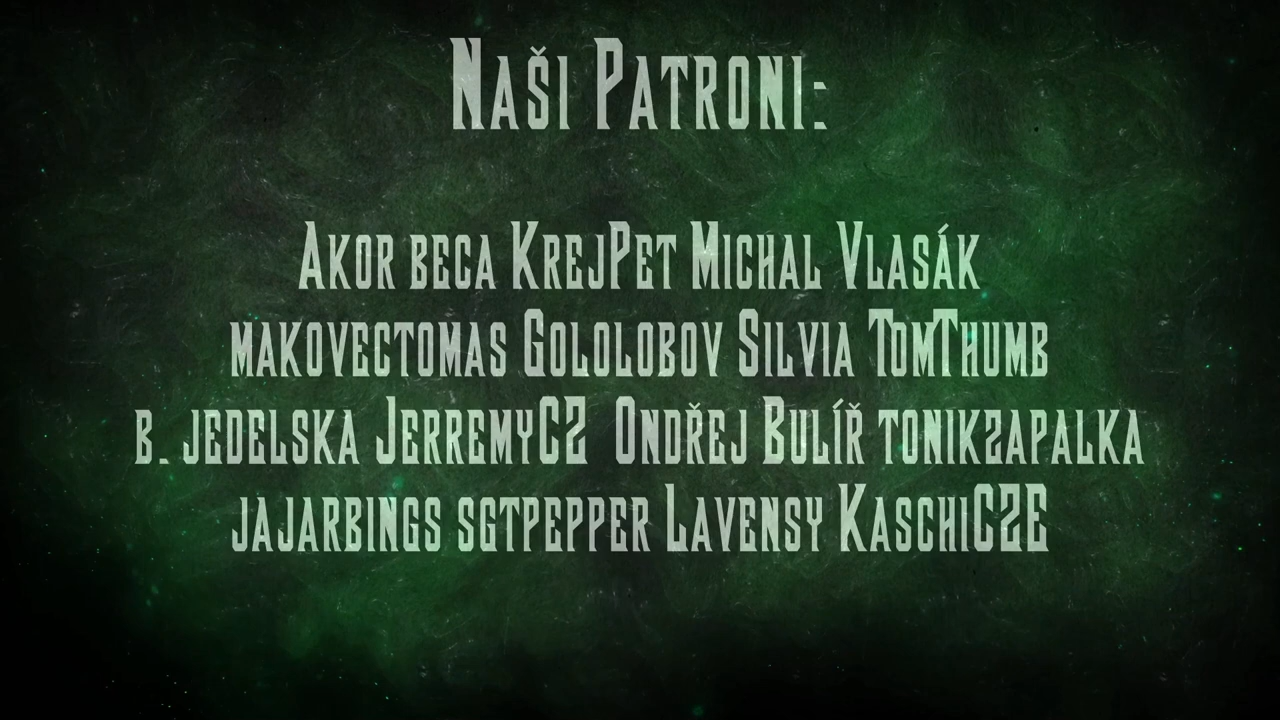 Naši Patroni:
Akor beca KrejPet Michal Vlasák
makovectomas Gololobov Silvia TomThumb
b. jedelska JerremyCZ Ondřej Bulíř tonikzapalka
jajarbings sgtpepper Lavensy KaschiCZE